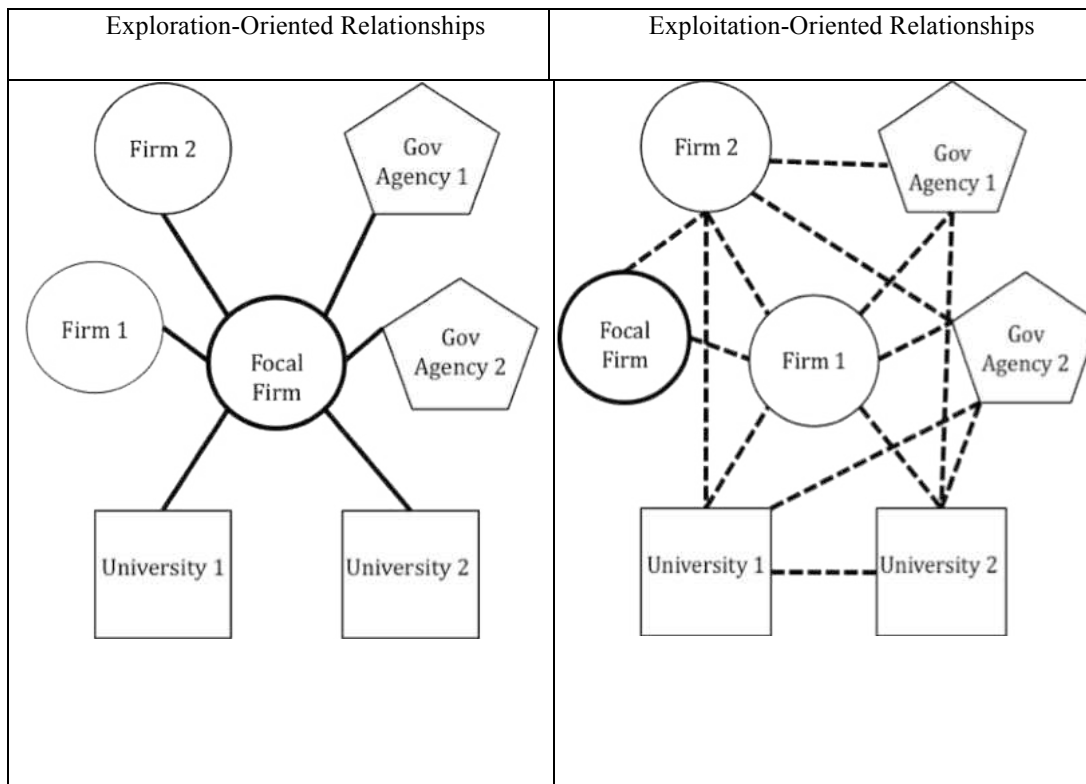 Exploration-Oriented Relationships
Exploitation-Oriented Relationships
Firm 2
Gov
Agency 1
Firm 1
Focal
Firm
Gov
Agency 2
University 1
University 2
Firm 2
Gov
Agency 1
Focal
Firm
Firm 1
Gov
Agency 2
University 1
University 2